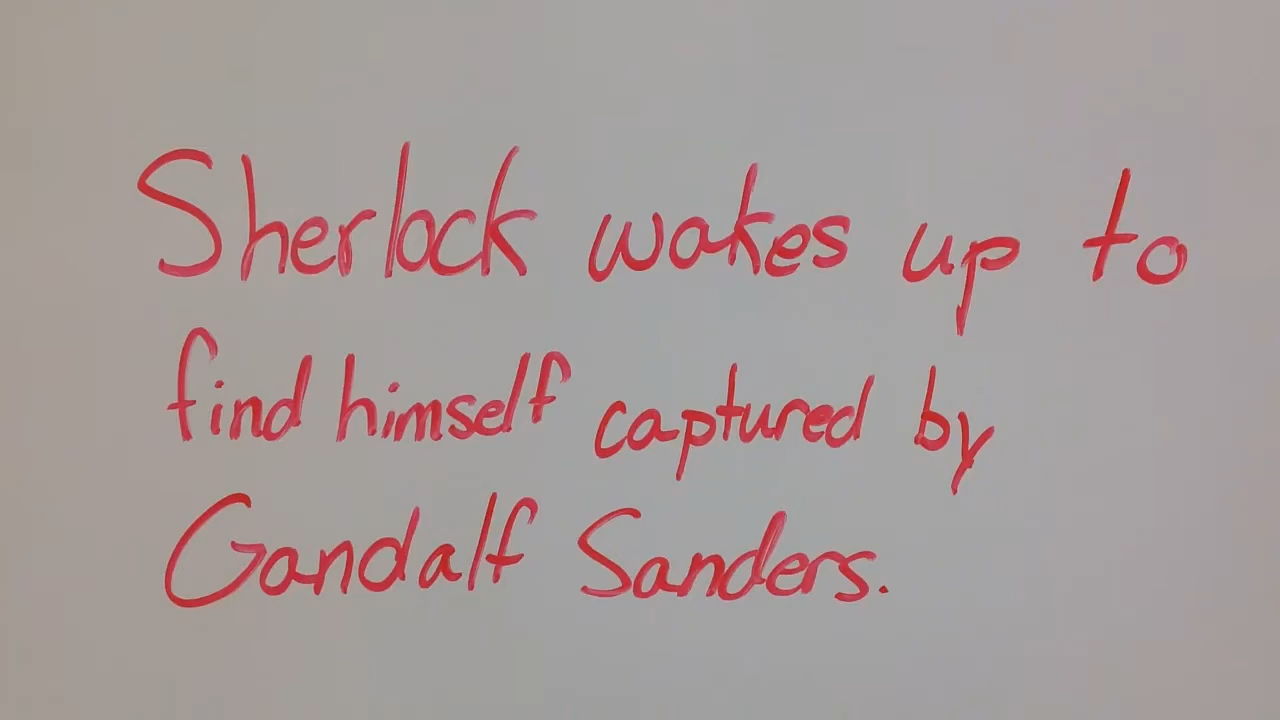 Sherlock wakes up to
find himself captured by
Gandalf Sanders.